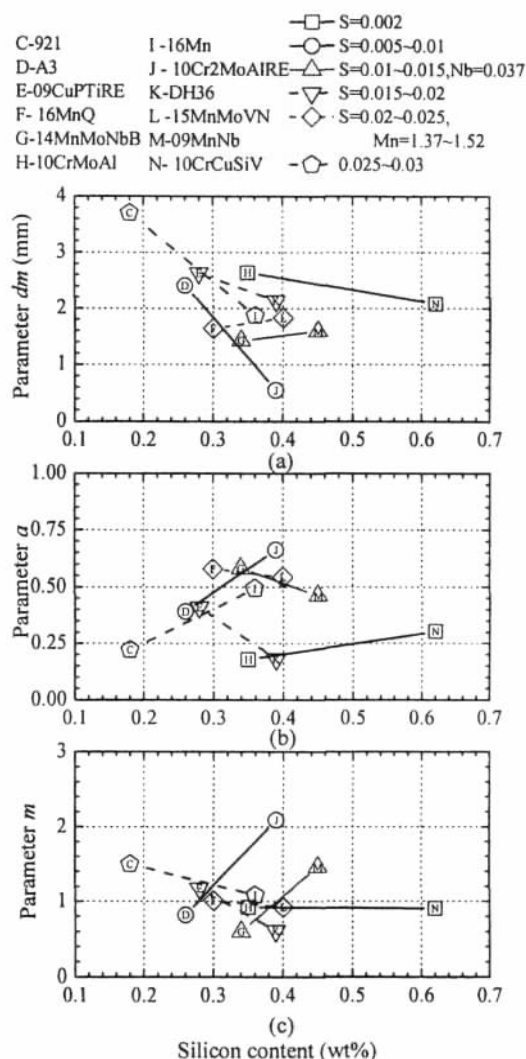 S=0.002
C-921 I -16Mn S=0.005~0.01
D-A3 J - 10Cr2MoAlRE S=0.01~0.015,Nb=0.037
E-09CuPTiRE K-DH36 S=0.015~0.02
F- 16MnQ L -15MnMoVN S=0.02~0.025,
G-14MnMoNbB M-09MnNb Mn=1.37~1.52
H-10CrMoAl N- 10CrCuSiV 0.025~0.03
Parameter dm (mm)
4
3
2
1
0
C
D
E
H
K
N
F
I
L
G
M
J
0.1 0.2 0.3 0.4 0.5 0.6 0.7
(a)
Parameter a
1.00
0.75
0.50
0.25
0.00
J
F
G
L
I
M
D
E
C
H
K
N
0.1 0.2 0.3 0.4 0.5 0.6 0.7
(b)
Parameter m
3
2
1
0
J
C
M
E
I
F
H
L
N
D
G
K
0.1 0.2 0.3 0.4 0.5 0.6 0.7
(c)
Silicon content (wt%)